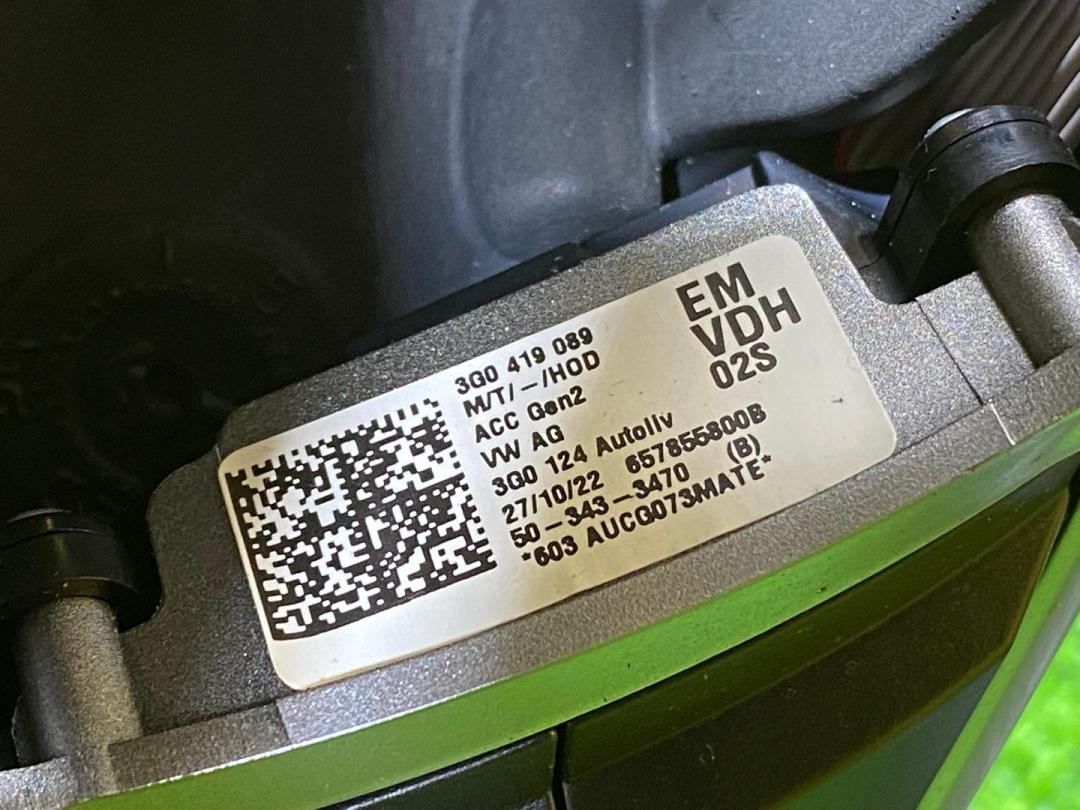 EM
VDH
02S
3G0 419 089
M/T/-/HOD
ACC Gen2
VW AG
3G0 124 Autoliv
27/10/22 657855800B
50-343-3470 (B)
*603 AUCG073MATE*